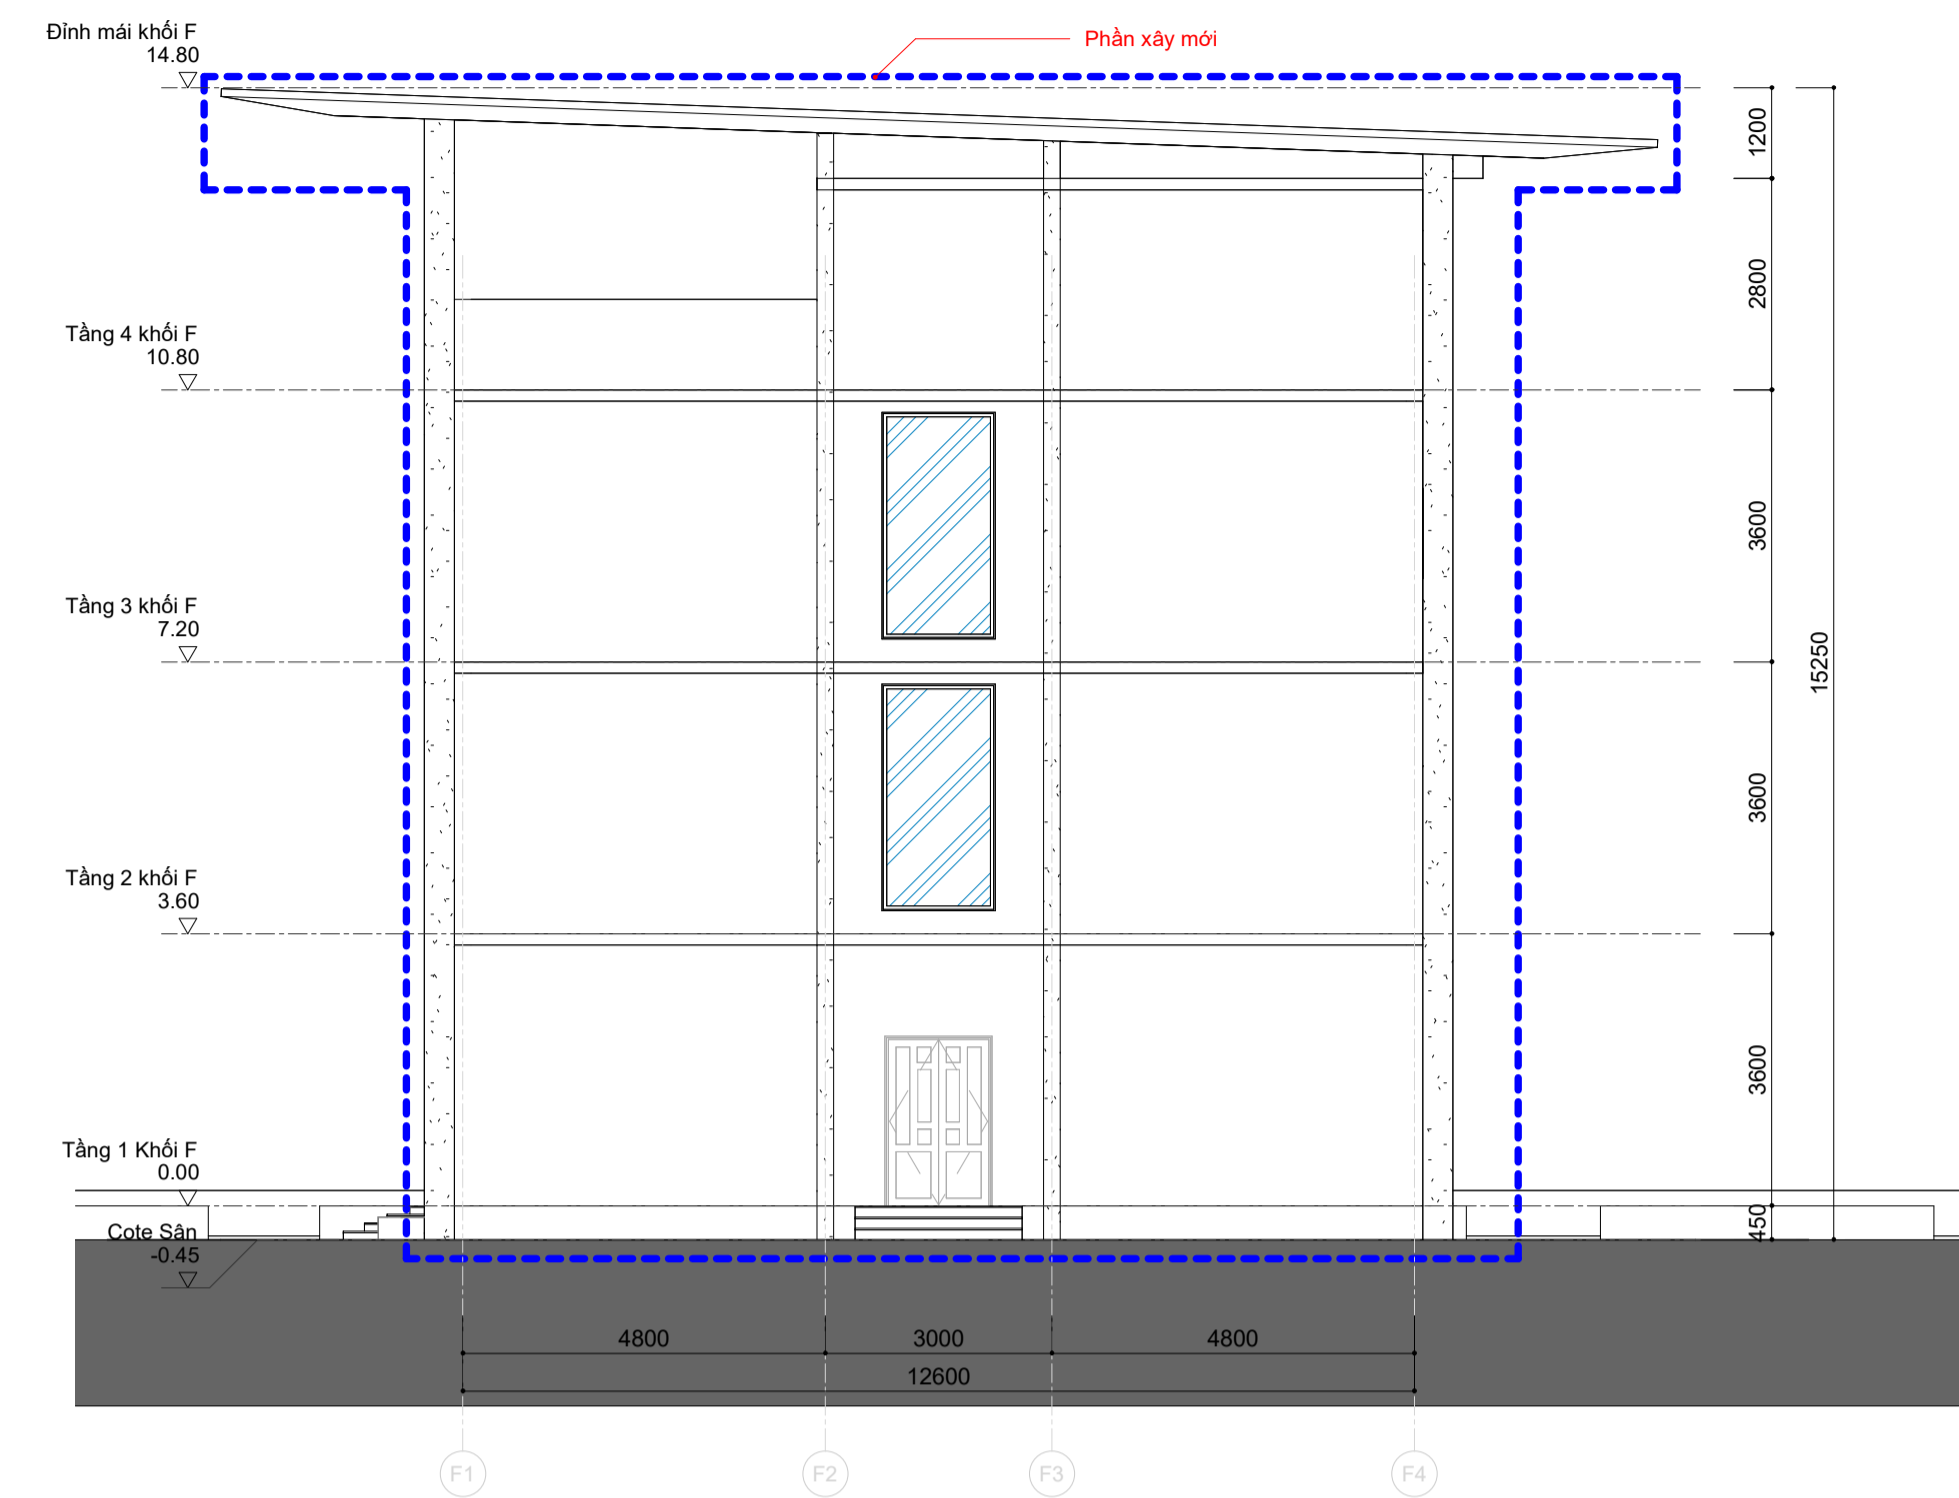 Đỉnh mái khối F
14.80
Phần xây mới
1200
2800
Tầng 4 khối F
10.80
3600
Tầng 3 khối F
7.20
15250
3600
Tầng 2 khối F
3.60
3600
Tầng 1 Khối F
0.00
450
Cote Sân
-0.45
4800
3000
4800
12600
F1
F2
F3
F4